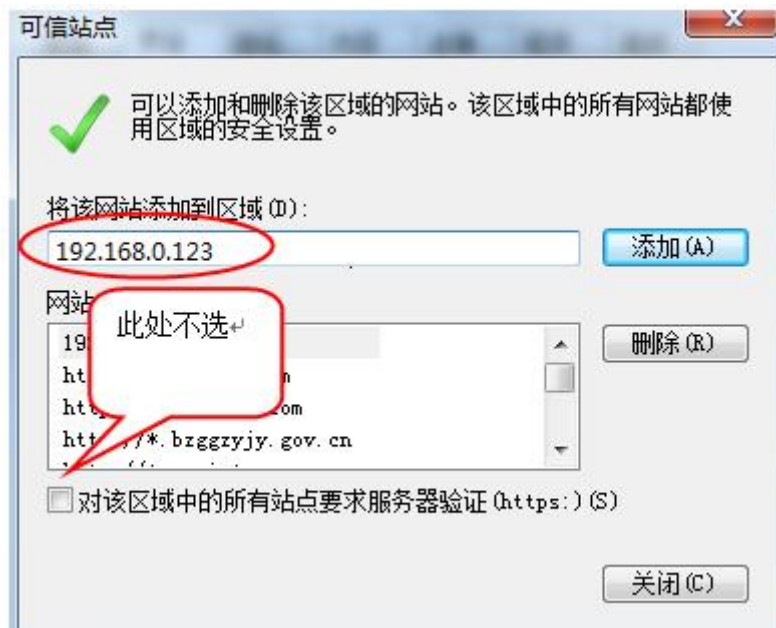 可信站点
可以添加和删除该区域的网站。该区域中的所有网站都使
用区域的安全设置。
将该网站添加到区域(D):
192.168.0.123
添加(A)
网站
此处不选
删除(R)
*.bzggzyjy.gov.cn
对该区域中的所有站点要求服务器验证(https:)(S)
关闭(C)